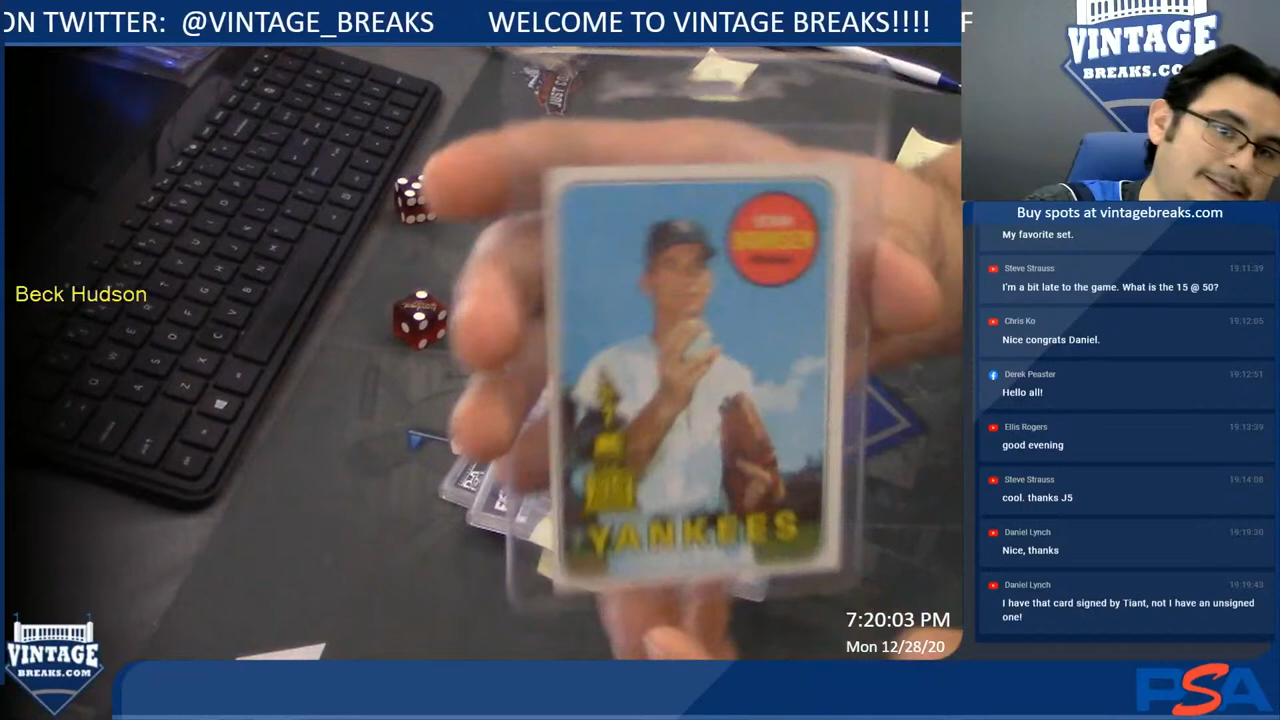 ON TWITTER: @VINTAGE_BREAKS WELCOME TO VINTAGE BREAKS!!!! F
VINTAGE
BREAKS.CO
Buy spots at vintagebreaks.com
My favorite set.
Steve Strauss 19:11:39
I'm a bit late to the game. What is the 15 @ 50?
Chris Ko 19:12:05
Nice congrats Daniel.
Derek Peaster 19:12:51
Hello all!
Ellis Rogers 19:13:39
good evening
Steve Strauss 19:14:08
cool. thanks J5
Daniel Lynch 19:19:30
Nice, thanks
Daniel Lynch 19:19:43
I have that card signed by Tiant, not I have an unsigned
one!
Beck Hudson
JUST
YANKEES
7:20:03 PM
Mon 12/28/20
VINTAGE
BREAKS.COM
PSA